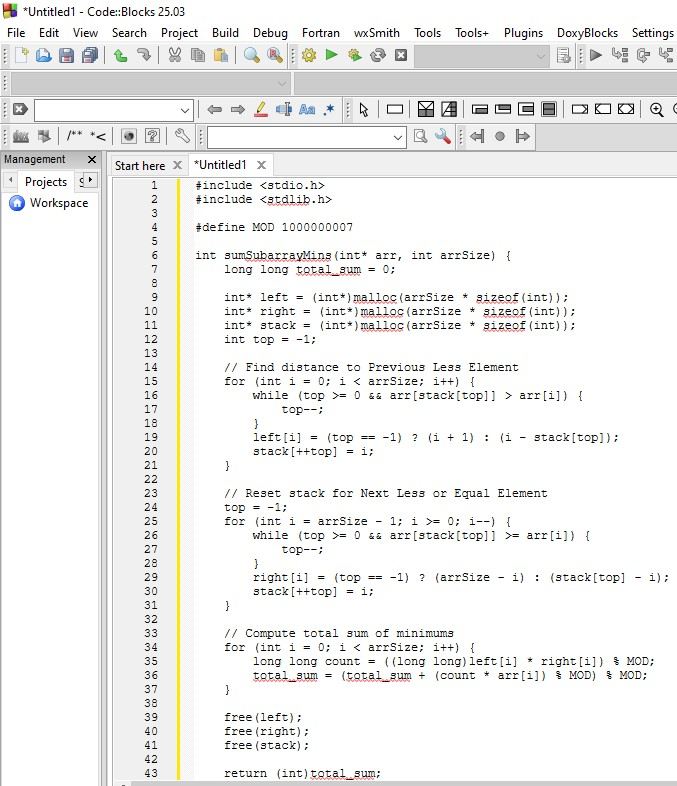 *Untitled1 - Code::Blocks 25.03
File Edit View Search Project Build Debug Fortran wxSmith Tools Tools+ Plugins DoxyBlocks Settings
Aa .*
/** *<
Management
Start here *Untitled1
Projects
Workspace
1 #include <stdio.h>
2 #include <stdlib.h>
3
4 #define MOD 1000000007
5
6 int sumSubarrayMins(int* arr, int arrSize) {
7     long long total_sum = 0;
8
9     int* left = (int*)malloc(arrSize * sizeof(int));
10     int* right = (int*)malloc(arrSize * sizeof(int));
11     int* stack = (int*)malloc(arrSize * sizeof(int));
12     int top = -1;
13
14     // Find distance to Previous Less Element
15     for (int i = 0; i < arrSize; i++) {
16         while (top >= 0 && arr[stack[top]] > arr[i]) {
17             top--;
18         }
19         left[i] = (top == -1) ? (i + 1) : (i - stack[top]);
20         stack[++top] = i;
21     }
22
23     // Reset stack for Next Less or Equal Element
24     top = -1;
25     for (int i = arrSize - 1; i >= 0; i--) {
26         while (top >= 0 && arr[stack[top]] >= arr[i]) {
27             top--;
28         }
29         right[i] = (top == -1) ? (arrSize - i) : (stack[top] - i);
30         stack[++top] = i;
31     }
32
33     // Compute total sum of minimums
34     for (int i = 0; i < arrSize; i++) {
35         long long count = ((long long)left[i] * right[i]) % MOD;
36         total_sum = (total_sum + (count * arr[i]) % MOD) % MOD;
37     }
38
39     free(left);
40     free(right);
41     free(stack);
42
43     return (int)total_sum;